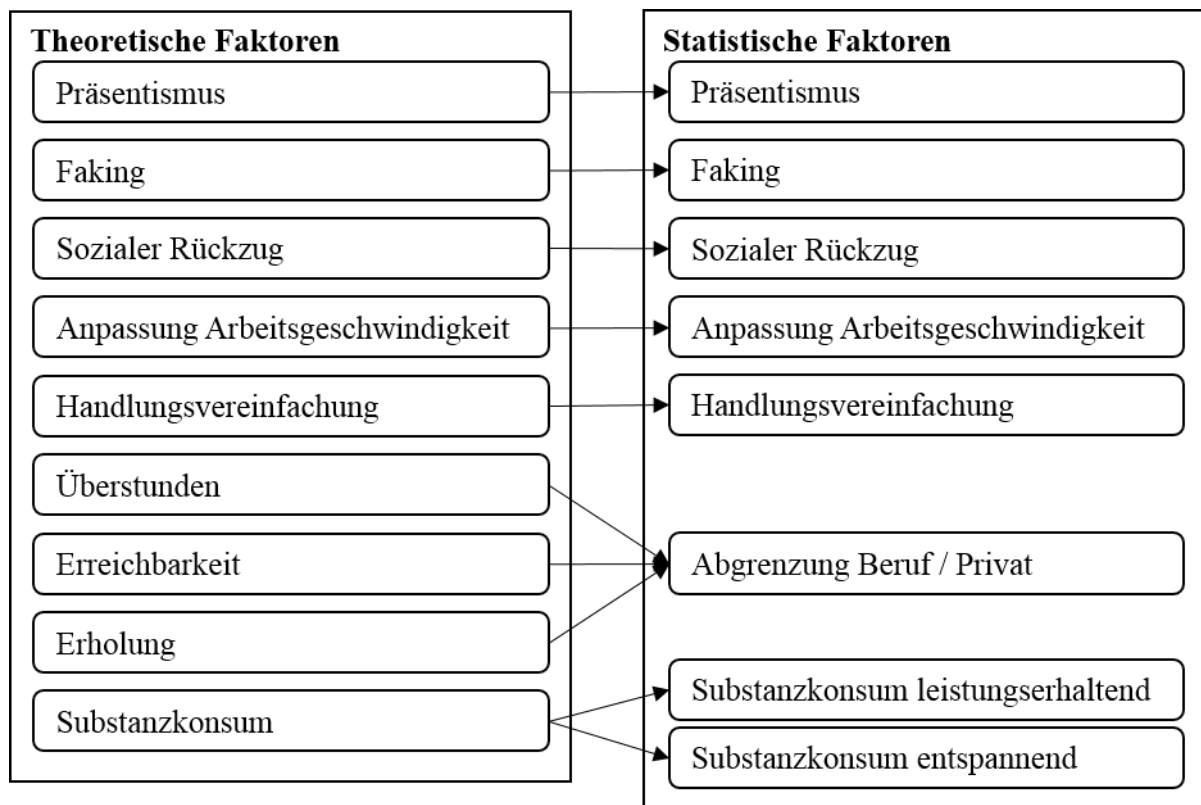 Theoretische Faktoren
Präsentismus
Faking
Sozialer Rückzug
Anpassung Arbeitsgeschwindigkeit
Handlungsvereinfachung
Überstunden
Erreichbarkeit
Erholung
Substanzkonsum
Statistische Faktoren
Präsentismus
Faking
Sozialer Rückzug
Anpassung Arbeitsgeschwindigkeit
Handlungsvereinfachung
Abgrenzung Beruf / Privat
Substanzkonsum leistungserhaltend
Substanzkonsum entspannend